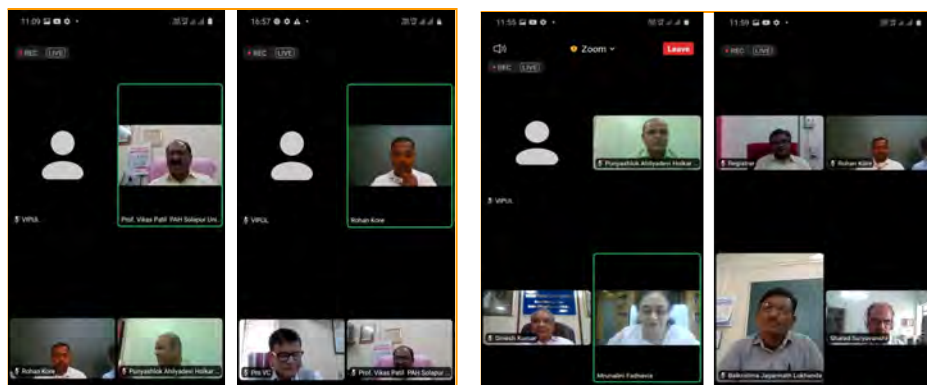 11:09
REC LIVE
VIPUL
Prof. Vikas Patil PAH Solapur Uni...
Rohan Kore
Punyashlok Ahilyadevi Holkar ...
16:57
REC LIVE
VIPUL
Rohan Kore
Pro VC
Prof. Vikas Patil PAH Solapur ...
11:55
Zoom
Leave
REC LIVE
Punyashlok Ahilyadevi Holkar ...
VIPUL
Dinesh Kumar
Mrunalini Fadnavis
11:59
REC LIVE
Registrar
Rohan Kore
Balkrishna Jagannath Lokhande
Sharad Suryavanshi